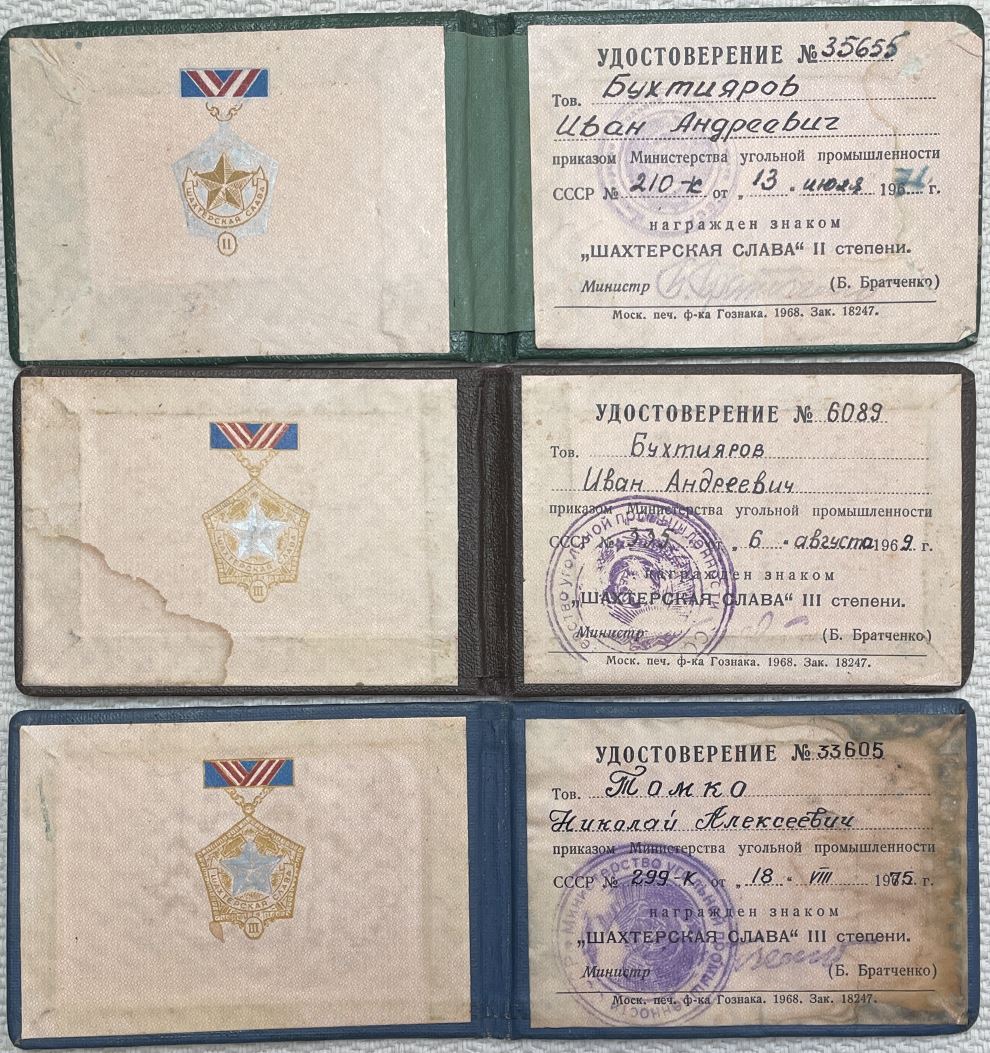 ШАХТЕРСКАЯ СЛАВА
II
УДОСТОВЕРЕНИЕ № 35655
Тов. Бухтияров
Иван Андреевич
приказом Министерства угольной промышленности
СССР № 210-к от „13" июля 1971 г.
награжден знаком
„ШАХТЕРСКАЯ СЛАВА“ II степени.
Министр (Б. Братченко)
Моск. печ. ф-ка Гознака. 1968. Зак. 18247.
ШАХТЕРСКАЯ СЛАВА
III
УДОСТОВЕРЕНИЕ № 6089
Тов. Бухтияров
Иван Андреевич
приказом Министерства угольной промышленности
СССР № 335 от „6" августа 1969. г.
награжден знаком
„ШАХТЕРСКАЯ СЛАВА“ III степени.
Министр (Б. Братченко)
Моск. печ. ф-ка Гознака. 1968. Зак. 18247.
угольной промышленности
ШАХТЕРСКАЯ СЛАВА
III
УДОСТОВЕРЕНИЕ № 33605
Тов. Томко
Николай Алексеевич
приказом Министерства угольной промышленности
СССР № 299-к от „18" VIII 1975. г.
награжден знаком
„ШАХТЕРСКАЯ СЛАВА“ III степени.
Министр (Б. Братченко)
Моск. печ. ф-ка Гознака. 1968. Зак. 18247.
Министерство угольной промышленности